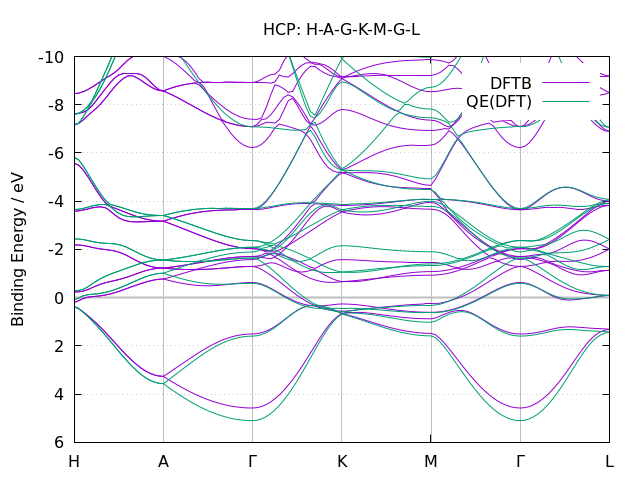 HCP: H-A-G-K-M-G-L
DFTB
QE(DFT)
Binding Energy / eV
-10
-8
-6
-4
-2
0
2
4
6
H A Γ K M Γ L